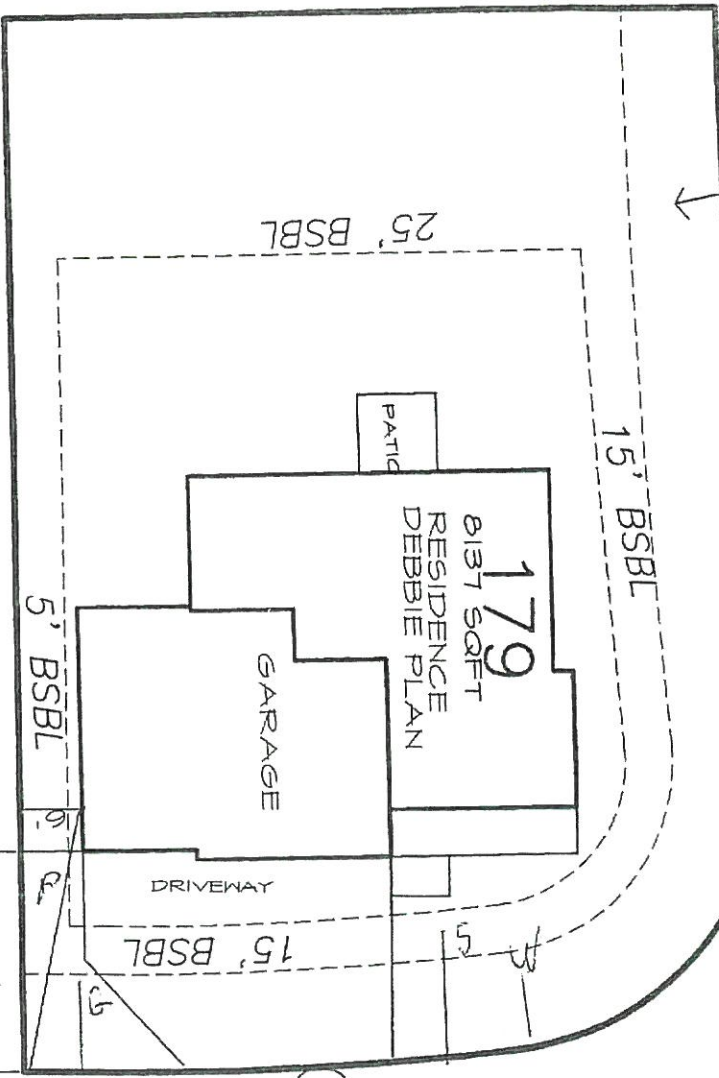 25' BSBL
15' BSBL
PATIO
179
8137 SQFT
RESIDENCE
DEBBIE PLAN
GARAGE
5' BSBL
DRIVEWAY
15' BSBL
S